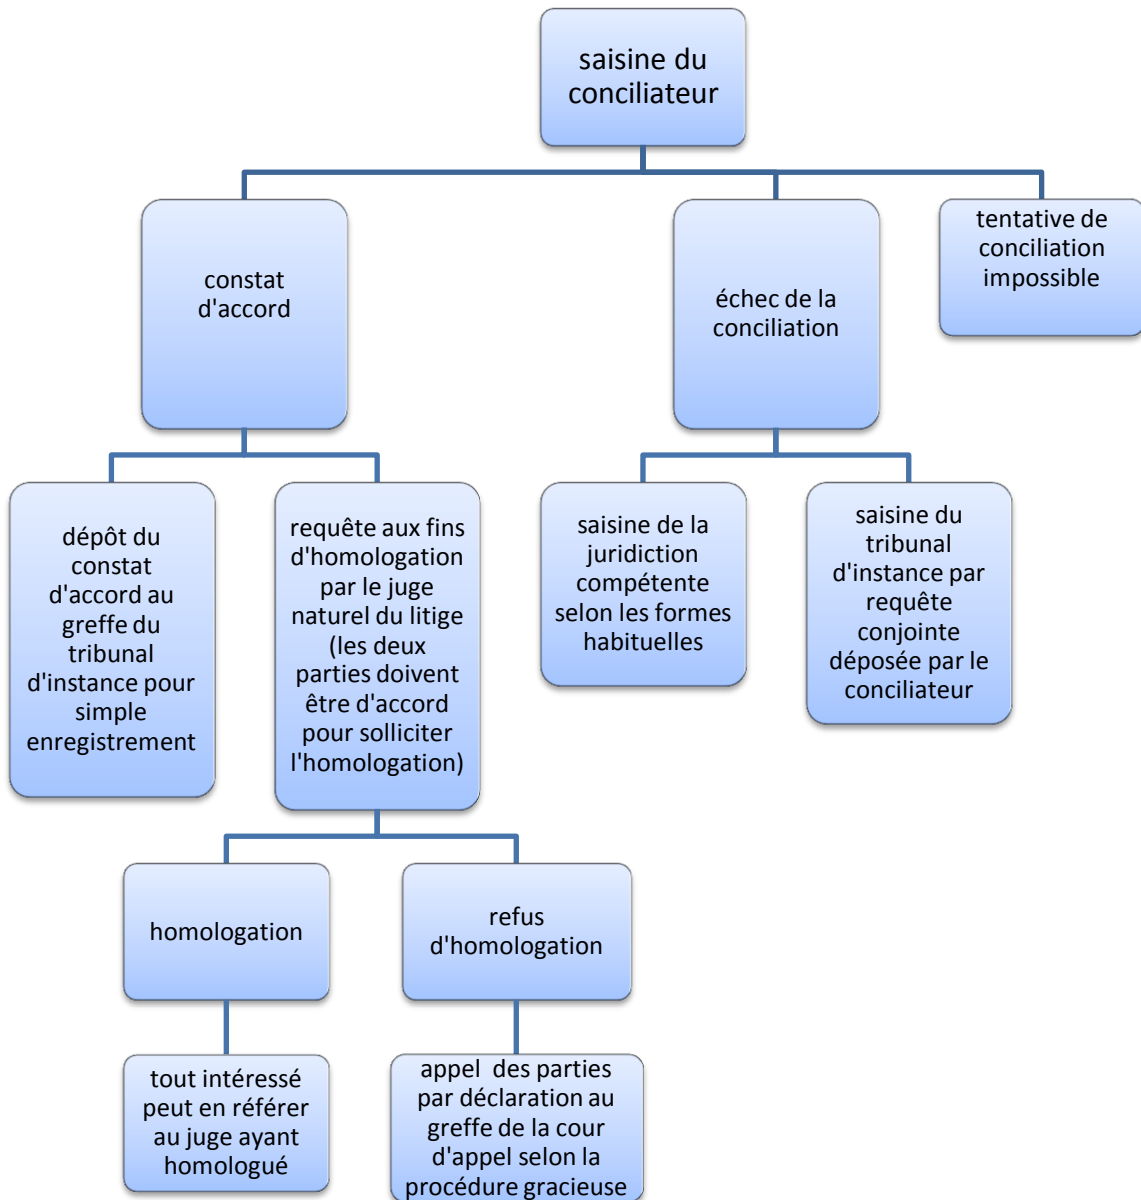 saisine du
conciliateur
constat
d'accord
échec de la
conciliation
tentative de
conciliation
impossible
dépôt du
constat
d'accord au
greffe du
tribunal
d'instance pour
simple
enregistrement
requête aux fins
d'homologation
par le juge
naturel du litige
(les deux
parties doivent
être d'accord
pour solliciter
l'homologation)
saisine de la
juridiction
compétente
selon les formes
habituelles
saisine du
tribunal
d'instance par
requête
conjointe
déposée par le
conciliateur
homologation
refus
d'homologation
tout intéressé
peut en référer
au juge ayant
homologué
appel des parties
par déclaration au
greffe de la cour
d'appel selon la
procédure gracieuse